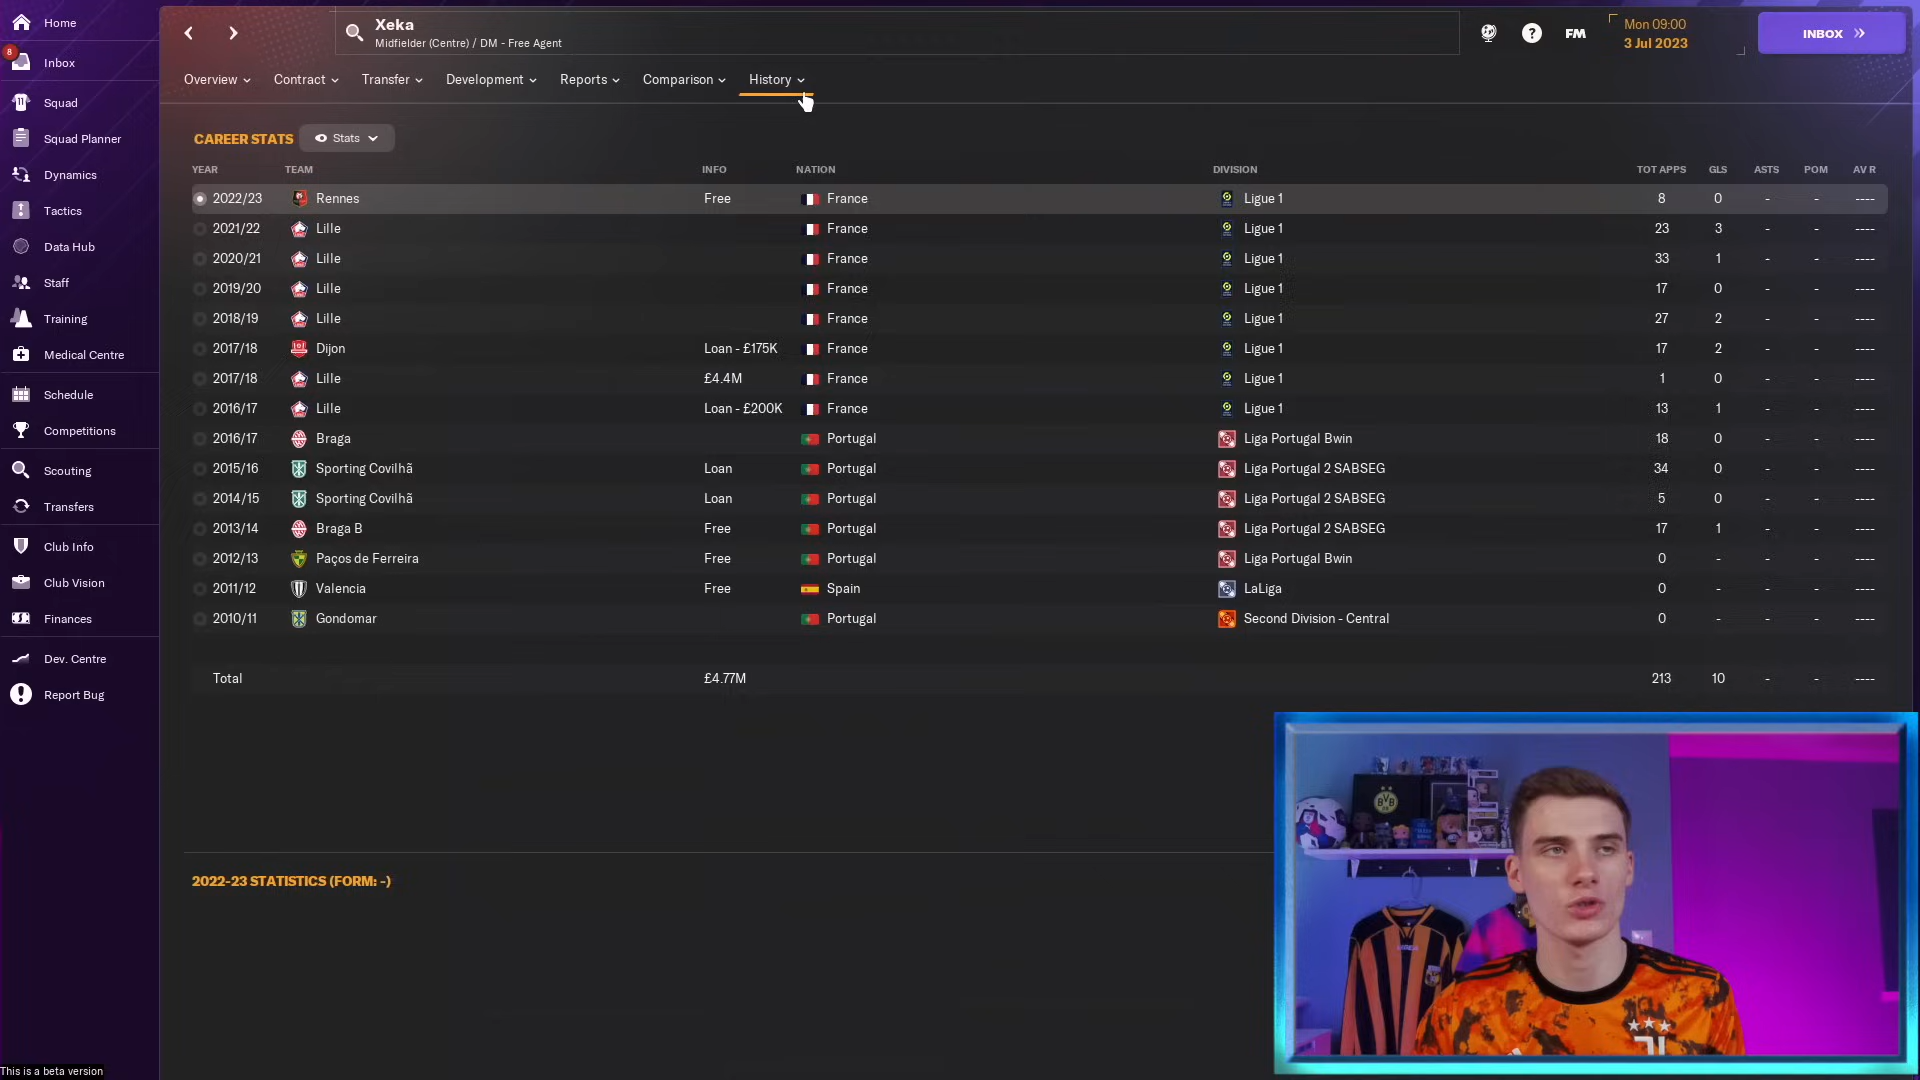 Home
8
Inbox
Squad
Squad Planner
Dynamics
Tactics
Data Hub
Staff
Training
Medical Centre
Schedule
Competitions
Scouting
Transfers
Club Info
Club Vision
Finances
Dev. Centre
Report Bug
This is a beta version
Xeka
Midfielder (Centre) / DM - Free Agent
?
FM
Mon 09:00
3 Jul 2023
INBOX
Overview Contract Transfer Development Reports Comparison History
CAREER STATS Stats
YEAR TEAM INFO NATION DIVISION TOT APPS GLS ASTS POM AV R
2022/23 Rennes Free France Ligue 1 8 0 - - ----
2021/22 Lille France Ligue 1 23 3 - - ----
2020/21 Lille France Ligue 1 33 1 - - ----
2019/20 Lille France Ligue 1 17 0 - - ----
2018/19 Lille France Ligue 1 27 2 - - ----
2017/18 Dijon Loan - £175K France Ligue 1 17 2 - - ----
2017/18 Lille £4.4M France Ligue 1 1 0 - - ----
2016/17 Lille Loan - £200K France Ligue 1 13 1 - - ----
2016/17 Braga Portugal Liga Portugal Bwin 18 0 - - ----
2015/16 Sporting Covilhã Loan Portugal Liga Portugal 2 SABSEG 34 0 - - ----
2014/15 Sporting Covilhã Loan Portugal Liga Portugal 2 SABSEG 5 0 - - ----
2013/14 Braga B Free Portugal Liga Portugal 2 SABSEG 17 1 - - ----
2012/13 Paços de Ferreira Free Portugal Liga Portugal Bwin 0 - - - ----
2011/12 Valencia Free Spain LaLiga 0 - - - ----
2010/11 Gondomar Portugal Second Division - Central 0 - - - ----
Total £4.77M 213 10 - - ----
2022-23 STATISTICS (FORM: -)
BVB
09